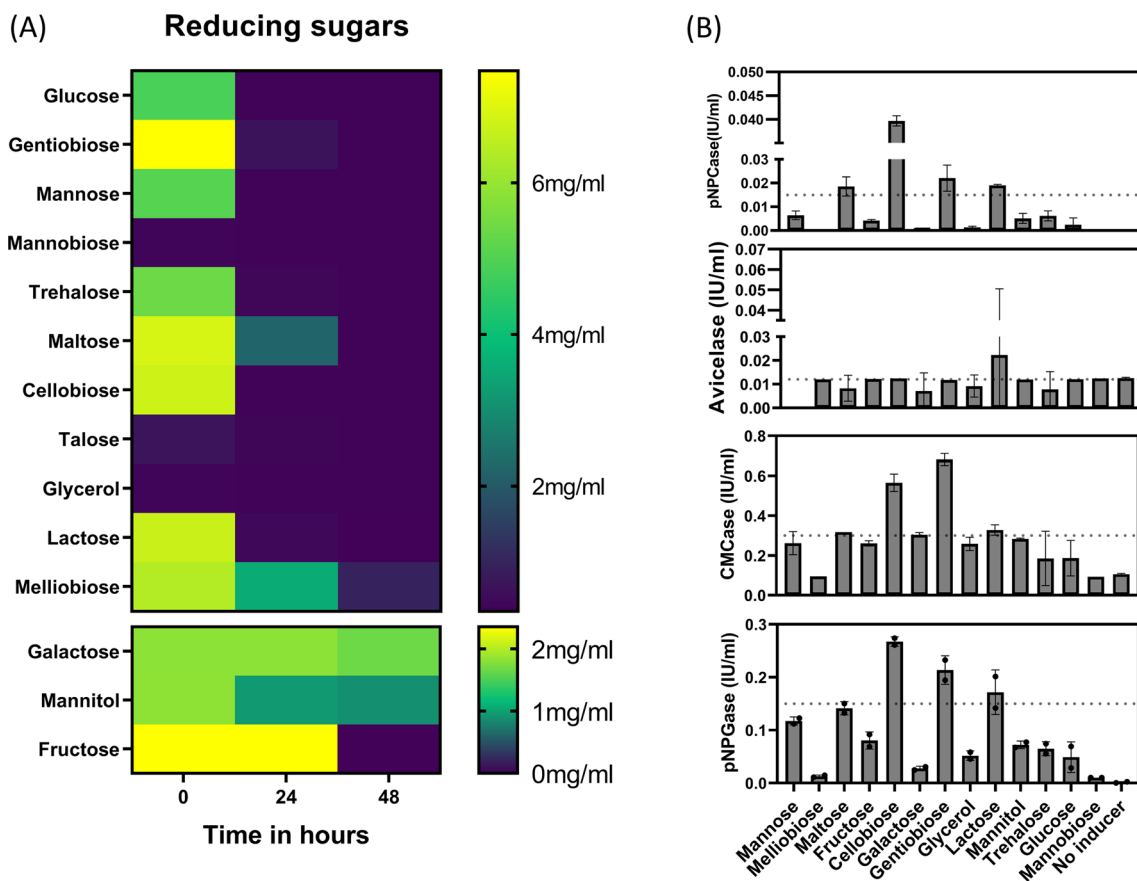 (A)
Reducing sugars
Glucose
Gentiobiose
Mannose
Mannobiose
Trehalose
Maltose
Cellobiose
Talose
Glycerol
Lactose
Melliobiose
6mg/ml
4mg/ml
2mg/ml
Galactose
Mannitol
Fructose
2mg/ml
1mg/ml
0mg/ml
0 24 48
Time in hours
(B)
pNPCase(IU/ml)
0.050
0.040
0.03
0.02
0.01
0.00
Avicelase (IU/ml)
0.07
0.06
0.05
0.04
0.03
0.02
0.01
0.00
CMCase (IU/ml)
0.8
0.6
0.4
0.2
0.0
pNPGase (IU/ml)
0.3
0.2
0.1
0.0
Mannose
Melliobiose
Maltose
Fructose
Cellobiose
Galactose
Gentiobiose
Glycerol
Lactose
Mannitol
Trehalose
Glucose
Mannobiose
No inducer